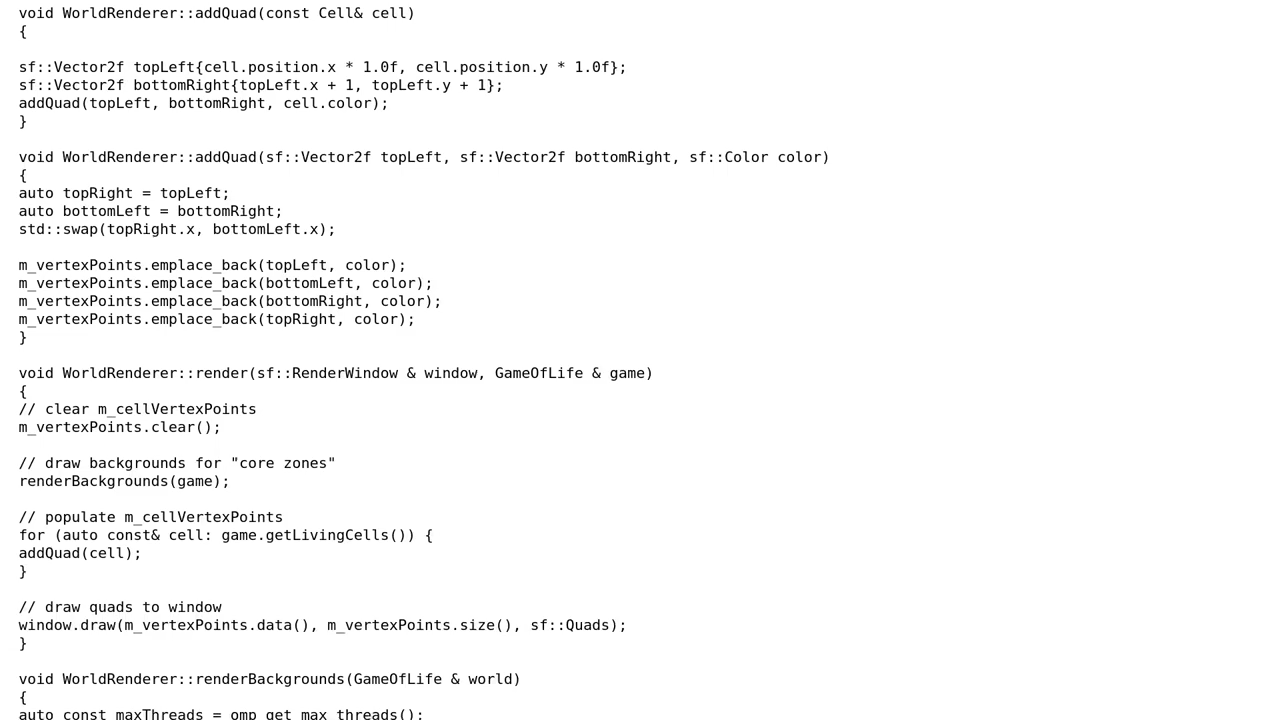 void WorldRenderer::addQuad(const Cell& cell)
{
sf::Vector2f topLeft{cell.position.x * 1.0f, cell.position.y * 1.0f};
sf::Vector2f bottomRight{topLeft.x + 1, topLeft.y + 1};
addQuad(topLeft, bottomRight, cell.color);
}
void WorldRenderer::addQuad(sf::Vector2f topLeft, sf::Vector2f bottomRight, sf::Color color)
{
auto topRight = topLeft;
auto bottomLeft = bottomRight;
std::swap(topRight.x, bottomLeft.x);
m_vertexPoints.emplace_back(topLeft, color);
m_vertexPoints.emplace_back(bottomLeft, color);
m_vertexPoints.emplace_back(bottomRight, color);
m_vertexPoints.emplace_back(topRight, color);
}
void WorldRenderer::render(sf::RenderWindow & window, GameOfLife & game)
{
// clear m_cellVertexPoints
m_vertexPoints.clear();
// draw backgrounds for "core zones"
renderBackgrounds(game);
// populate m_cellVertexPoints
for (auto const& cell: game.getLivingCells()) {
addQuad(cell);
}
// draw quads to window
window.draw(m_vertexPoints.data(), m_vertexPoints.size(), sf::Quads);
}
void WorldRenderer::renderBackgrounds(GameOfLife & world)
{
auto const maxThreads = omp_get_max_threads();